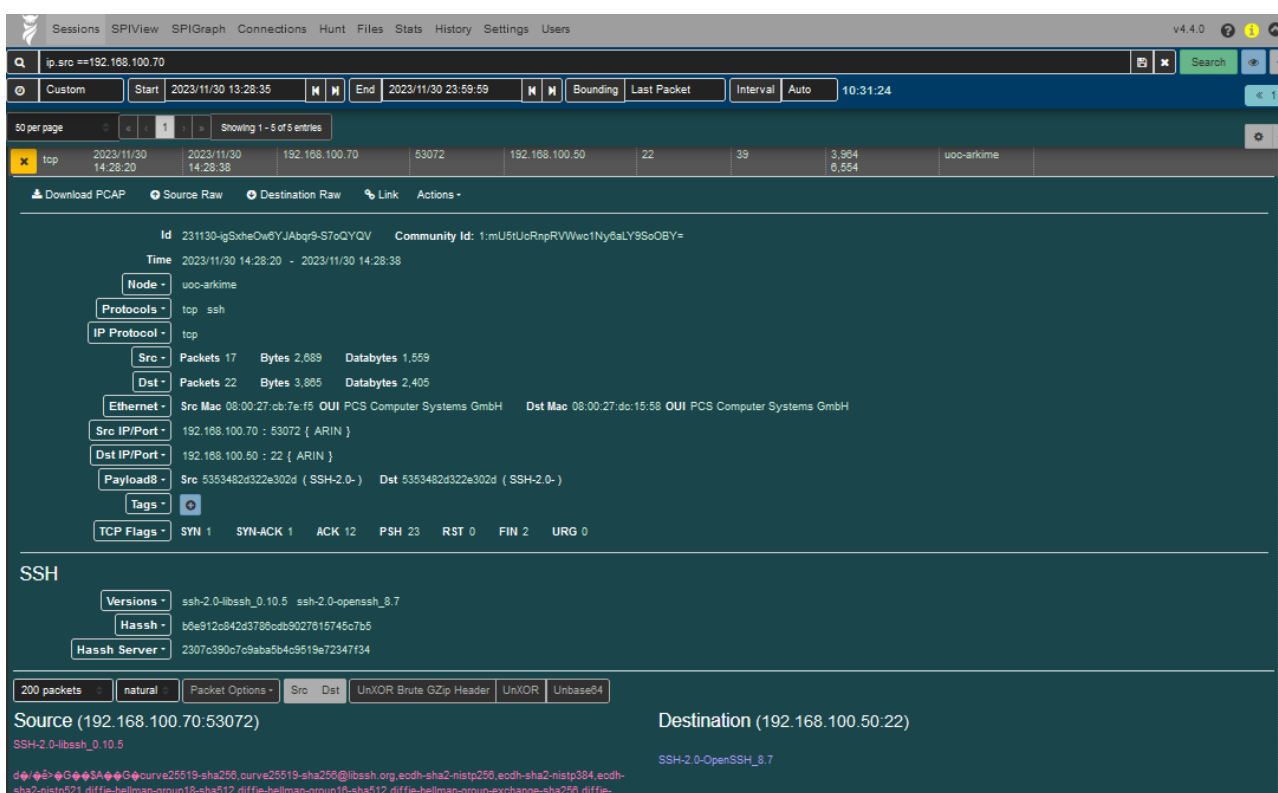 Sessions SPIView SPIGraph Connections Hunt Files Stats History Settings Users v4.4.0
ip.src ==192.168.100.70 Search
Custom Start 2023/11/30 13:28:35 End 2023/11/30 23:59:59 Bounding Last Packet Interval Auto 10:31:24
« 1
50 per page « ‹ 1 › » Showing 1 - 5 of 5 entries
tcp 2023/11/30 2023/11/30 192.168.100.70 53072 192.168.100.50 22 39 3,964 uoc-arkime
14:28:20 14:28:38 6,554
Download PCAP Source Raw Destination Raw Link Actions
Id 231130-igSxheOw6YJAbqr9-S7oQYQV Community Id: 1:mU5tUcRnpRVWwc1Ny6aLY9SoOBY=
Time 2023/11/30 14:28:20 - 2023/11/30 14:28:38
Node uoc-arkime
Protocols tcp ssh
IP Protocol tcp
Src Packets 17 Bytes 2,689 Databytes 1,559
Dst Packets 22 Bytes 3,865 Databytes 2,405
Ethernet Src Mac 08:00:27:cb:7e:f5 OUI PCS Computer Systems GmbH Dst Mac 08:00:27:dc:15:58 OUI PCS Computer Systems GmbH
Src IP/Port 192.168.100.70 : 53072 { ARIN }
Dst IP/Port 192.168.100.50 : 22 { ARIN }
Payload8 Src 5353482d322e302d ( SSH-2.0- ) Dst 5353482d322e302d ( SSH-2.0- )
Tags
TCP Flags SYN 1 SYN-ACK 1 ACK 12 PSH 23 RST 0 FIN 2 URG 0
SSH
Versions ssh-2.0-libssh_0.10.5 ssh-2.0-openssh_8.7
Hassh b6e912c842d3786cdb9027615745c7b5
Hassh Server 2307c390c7c9aba5b4c9519e72347f34
200 packets natural Packet Options Src Dst UnXOR Brute GZip Header UnXOR Unbase64
Source (192.168.100.70:53072) Destination (192.168.100.50:22)
SSH-2.0-libssh_0.10.5
SSH-2.0-OpenSSH_8.7
curve25519-sha256,curve25519-sha256@libssh.org,ecdh-sha2-nistp256,ecdh-sha2-nistp384,ecdh-
sha2-nistp521,diffie-hellman-group18-sha512,diffie-hellman-group16-sha512,diffie-hellman-group-exchange-sha256,diffie-